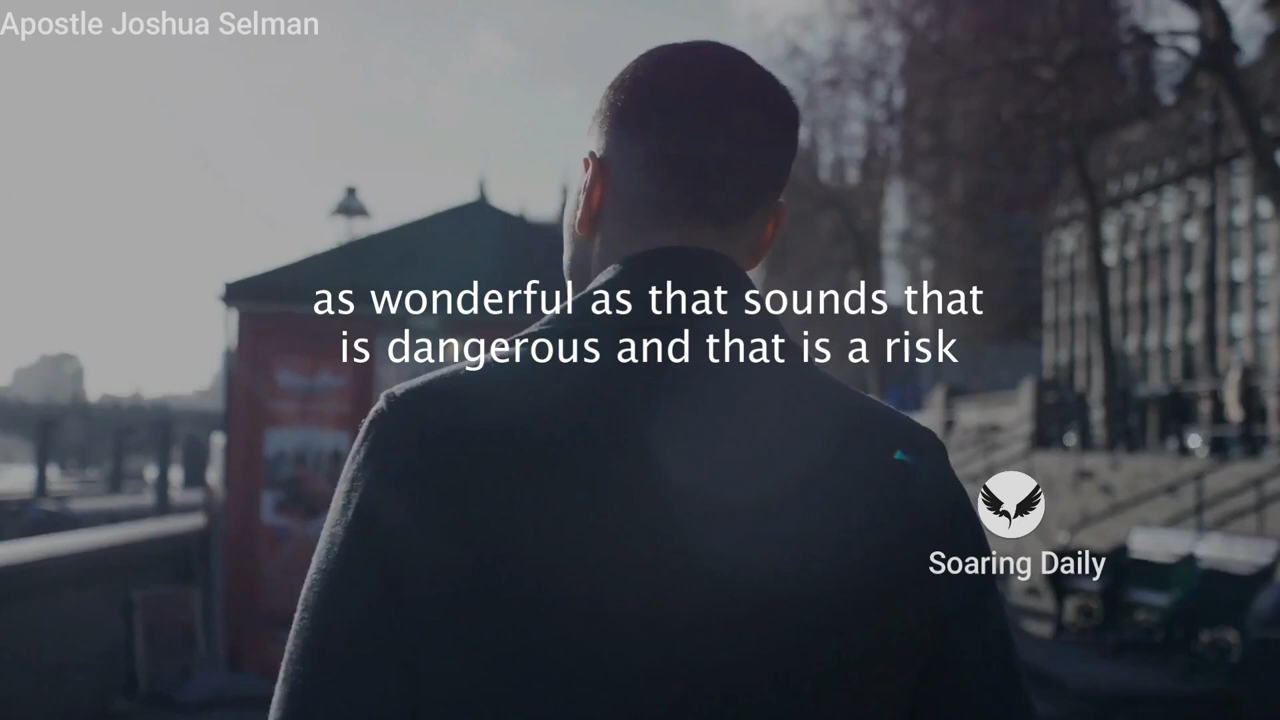 Apostle Joshua Selman
as wonderful as that sounds that
is dangerous and that is a risk
Soaring Daily